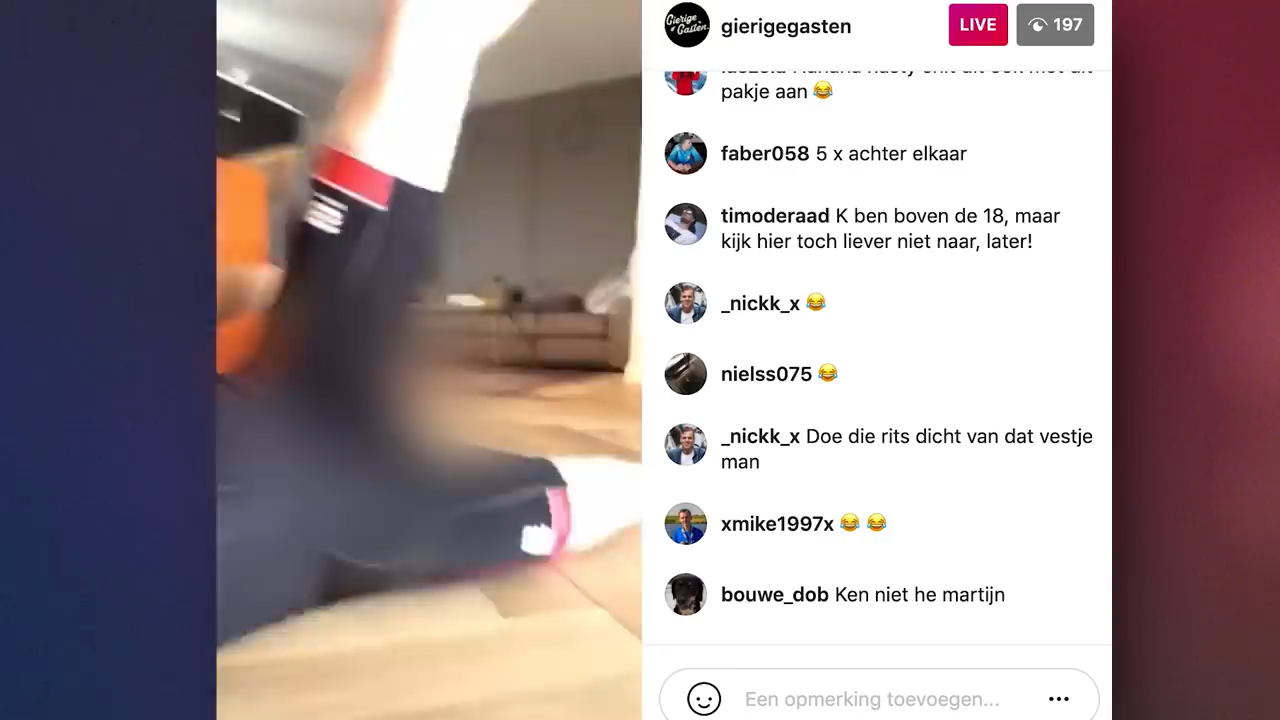 Gierige
Gasten.
gierigegasten
LIVE
197
pakje aan 😂
faber058 5 x achter elkaar
timoderaad K ben boven de 18, maar
kijk hier toch liever niet naar, later!
_nickk_x 😂
nielss075 😂
_nickk_x Doe die rits dicht van dat vestje
man
xmike1997x 😂 😂
bouwe_dob Ken niet he martijn
Een opmerking toevoegen...